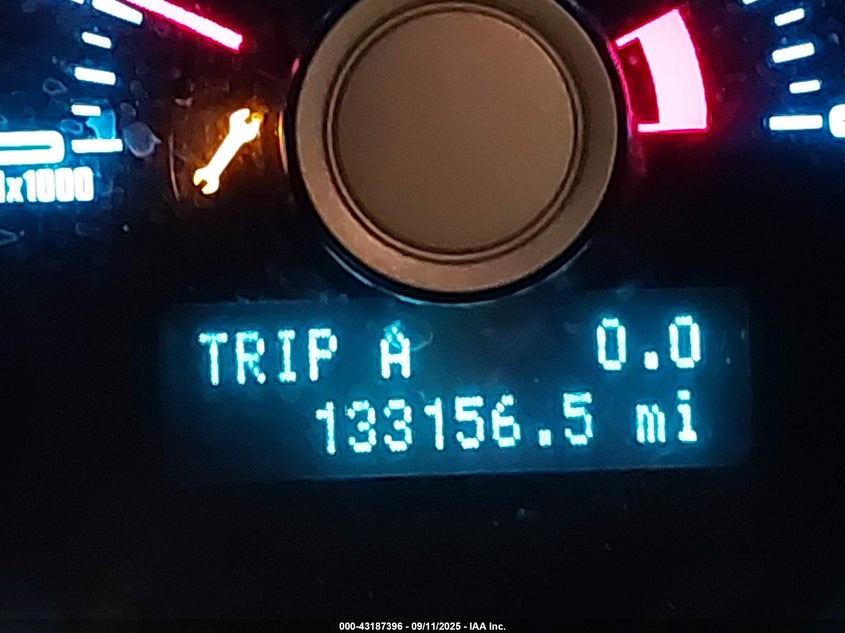 x1000
TRIP A 0.0
133156.5 mi
000-43187396 - 09/11/2025 - IAA Inc.